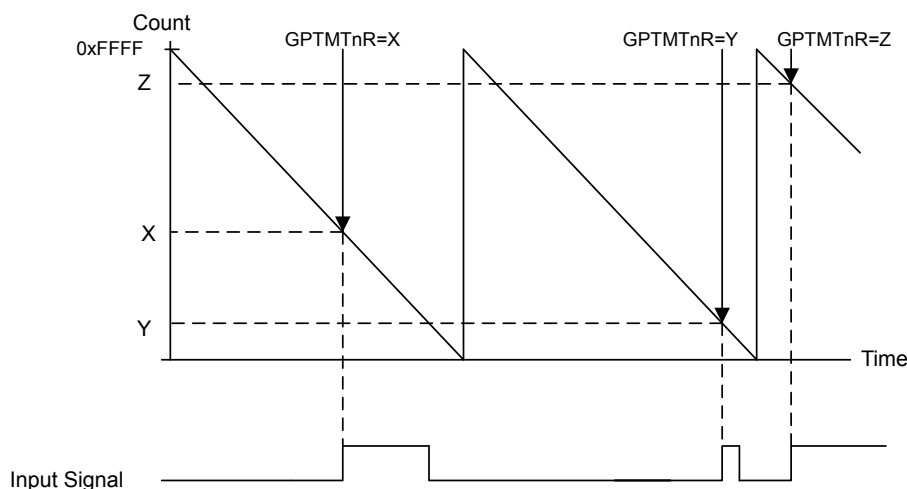 Count
0xFFFF
GPTMTnR=X
GPTMTnR=Y
GPTMTnR=Z
Z
X
Y
Time
Input Signal